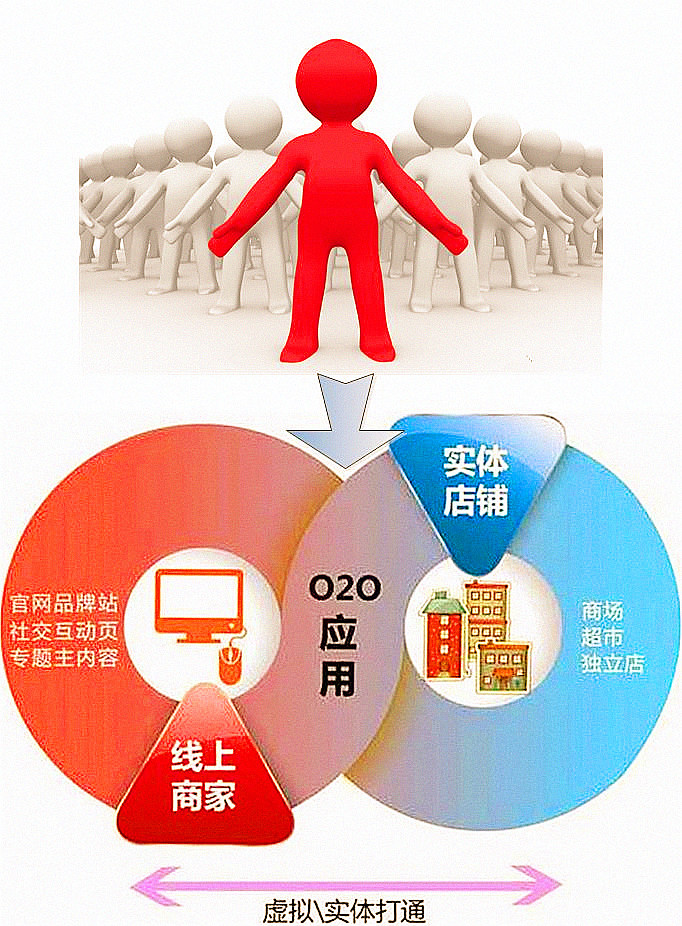 实体
店铺
O2O
应
用
官网品牌站
社交互动页
专题主内容
商场
超市
独立店
线上
商家
虚拟\实体打通